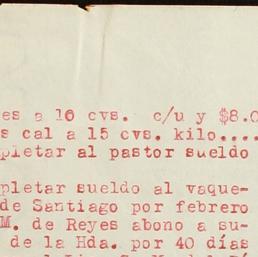 es a 10 cvs. c/u y $8.0
s cal a 15 cvs. kilo....
pletar al pastor sueldo
pletar sueldo al vaque-
de Santiago por febrero
M. de Reyes abono a su-
de la Hda. por 40 días